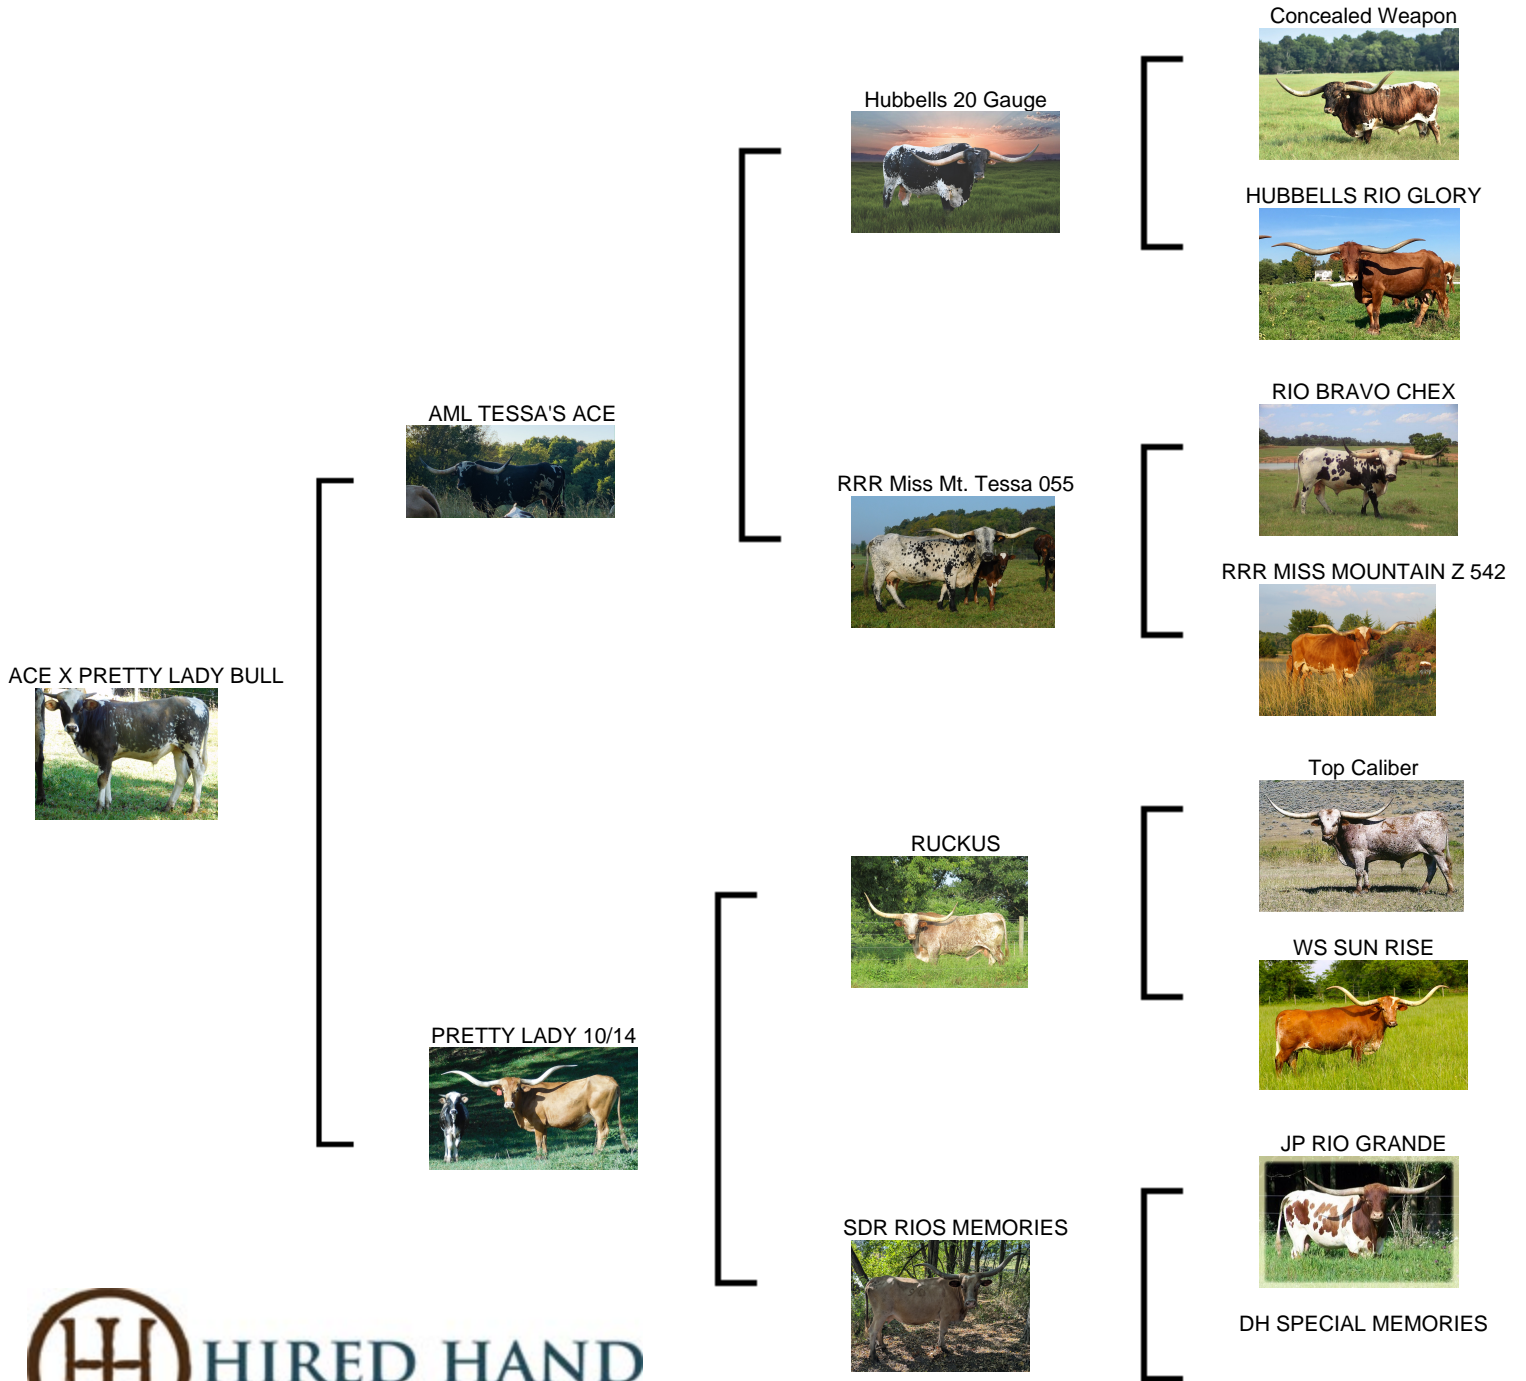 Concealed Weapon
Hubbells 20 Gauge
HUBBELLS RIO GLORY
AML TESSA'S ACE
RIO BRAVO CHEX
RRR Miss Mt. Tessa 055
RRR MISS MOUNTAIN Z 542
ACE X PRETTY LADY BULL
Top Caliber
RUCKUS
WS SUN RISE
PRETTY LADY 10/14
JP RIO GRANDE
SDR RIOS MEMORIES
DH SPECIAL MEMORIES
HIRED HAND